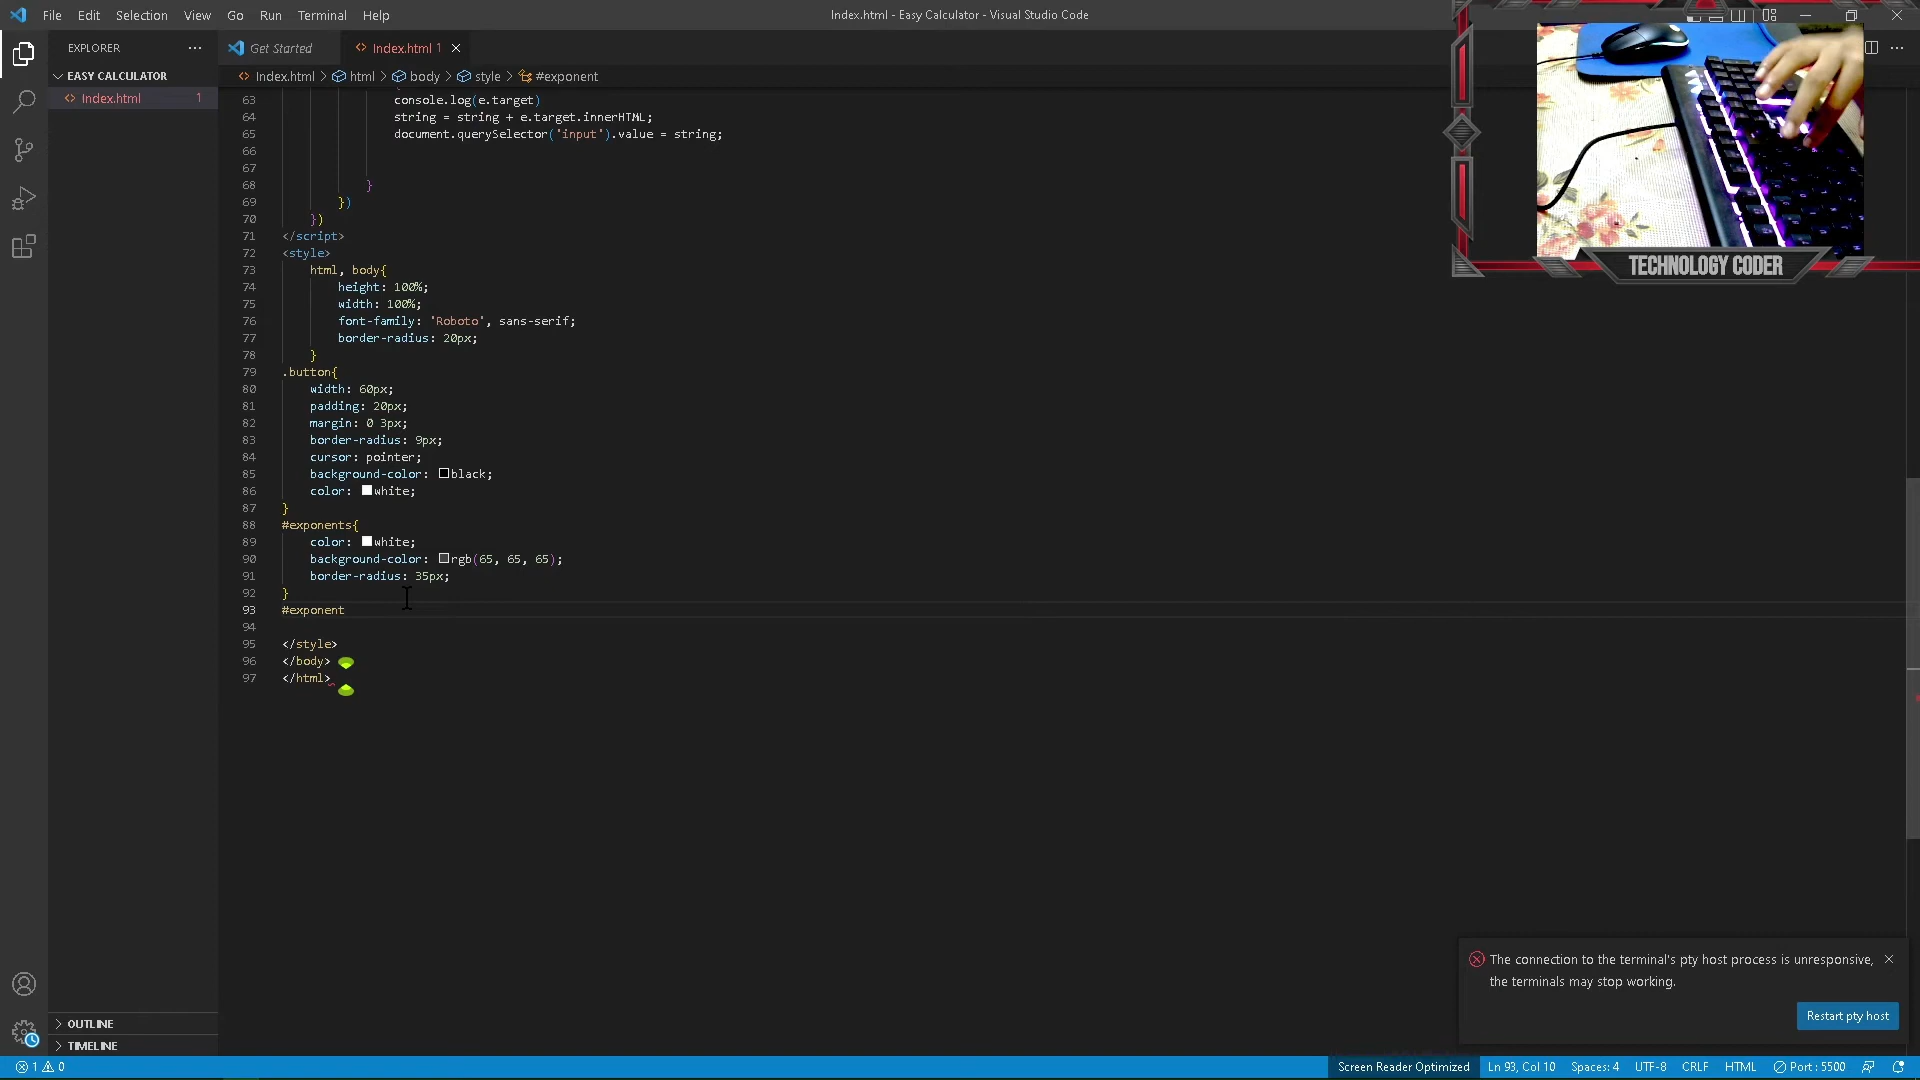 File Edit Selection View Go Run Terminal Help
Index.html - Easy Calculator - Visual Studio Code
EXPLORER
Get Started
Index.html 1
EASY CALCULATOR
Index.html > html > body > style > #exponent
Index.html 1
63 console.log(e.target)
64 string = string + e.target.innerHTML;
65 document.querySelector('input').value = string;
66
67
68 }
69 })
70 })
71 </script>
72 <style>
73 html, body{
74 height: 100%;
75 width: 100%;
76 font-family: 'Roboto', sans-serif;
77 border-radius: 20px;
78 }
79 .button{
80 width: 60px;
81 padding: 20px;
82 margin: 0 3px;
83 border-radius: 9px;
84 cursor: pointer;
85 background-color: black;
86 color: white;
87 }
88 #exponents{
89 color: white;
90 background-color: rgb(65, 65, 65);
91 border-radius: 35px;
92 }
93 #exponent
94
95 </style>
96 </body>
97 </html>
TECHNOLOGY CODER
The connection to the terminal's pty host process is unresponsive,
the terminals may stop working.
Restart pty host
OUTLINE
TIMELINE
1 0
Screen Reader Optimized Ln 93, Col 10 Spaces: 4 UTF-8 CRLF HTML Port : 5500